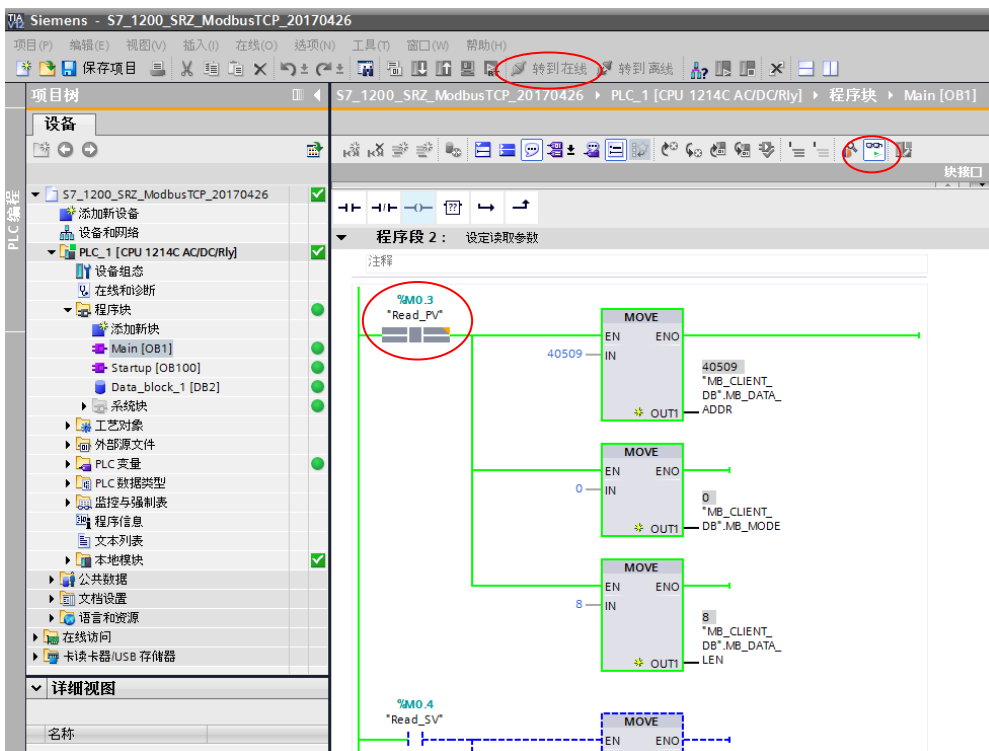 Siemens - S7_1200_SRZ_ModbusTCP_20170426
项目(P) 编辑(E) 视图(V) 插入(I) 在线(O) 选项(N) 工具(T) 窗口(W) 帮助(H)
保存项目 转到在线 转到离线
项目树
S7_1200_SRZ_ModbusTCP_20170426 PLC_1 [CPU 1214C AC/DC/Rly] 程序块 Main [OB1]
设备
块接口
PLC 编程
S7_1200_SRZ_ModbusTCP_20170426
添加新设备
设备和网络
PLC_1 [CPU 1214C AC/DC/Rly]
设备组态
在线和诊断
程序块
添加新块
Main [OB1]
Startup [OB100]
Data_block_1 [DB2]
系统块
工艺对象
外部源文件
PLC 变量
PLC 数据类型
监控与强制表
程序信息
文本列表
本地模块
公共数据
文档设置
语言和资源
在线访问
读卡器/USB 存储器
详细视图
名称
??
程序段 2: 设定读取参数
注释
%M0.3
"Read_PV"
MOVE
EN ENO
40509 IN
40509
"MB_CLIENT_
DB".MB_DATA_
OUT1 ADDR
MOVE
EN ENO
0 IN
0
"MB_CLIENT_
OUT1 DB".MB_MODE
MOVE
EN ENO
8 IN
8
"MB_CLIENT_
DB".MB_DATA_
OUT1 LEN
%M0.4
"Read_SV"
MOVE
EN ENO